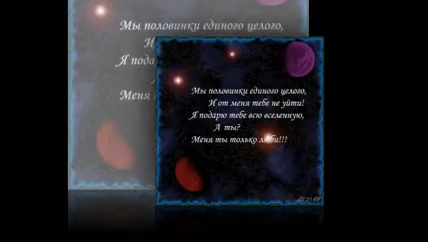 Мы половинки единого целого,
И
Я пода
Меня
Мы половинки единого целого,
И от меня тебе не уйти!
Я подарю тебе всю вселенную,
А ты?
Меня ты только люби!!!